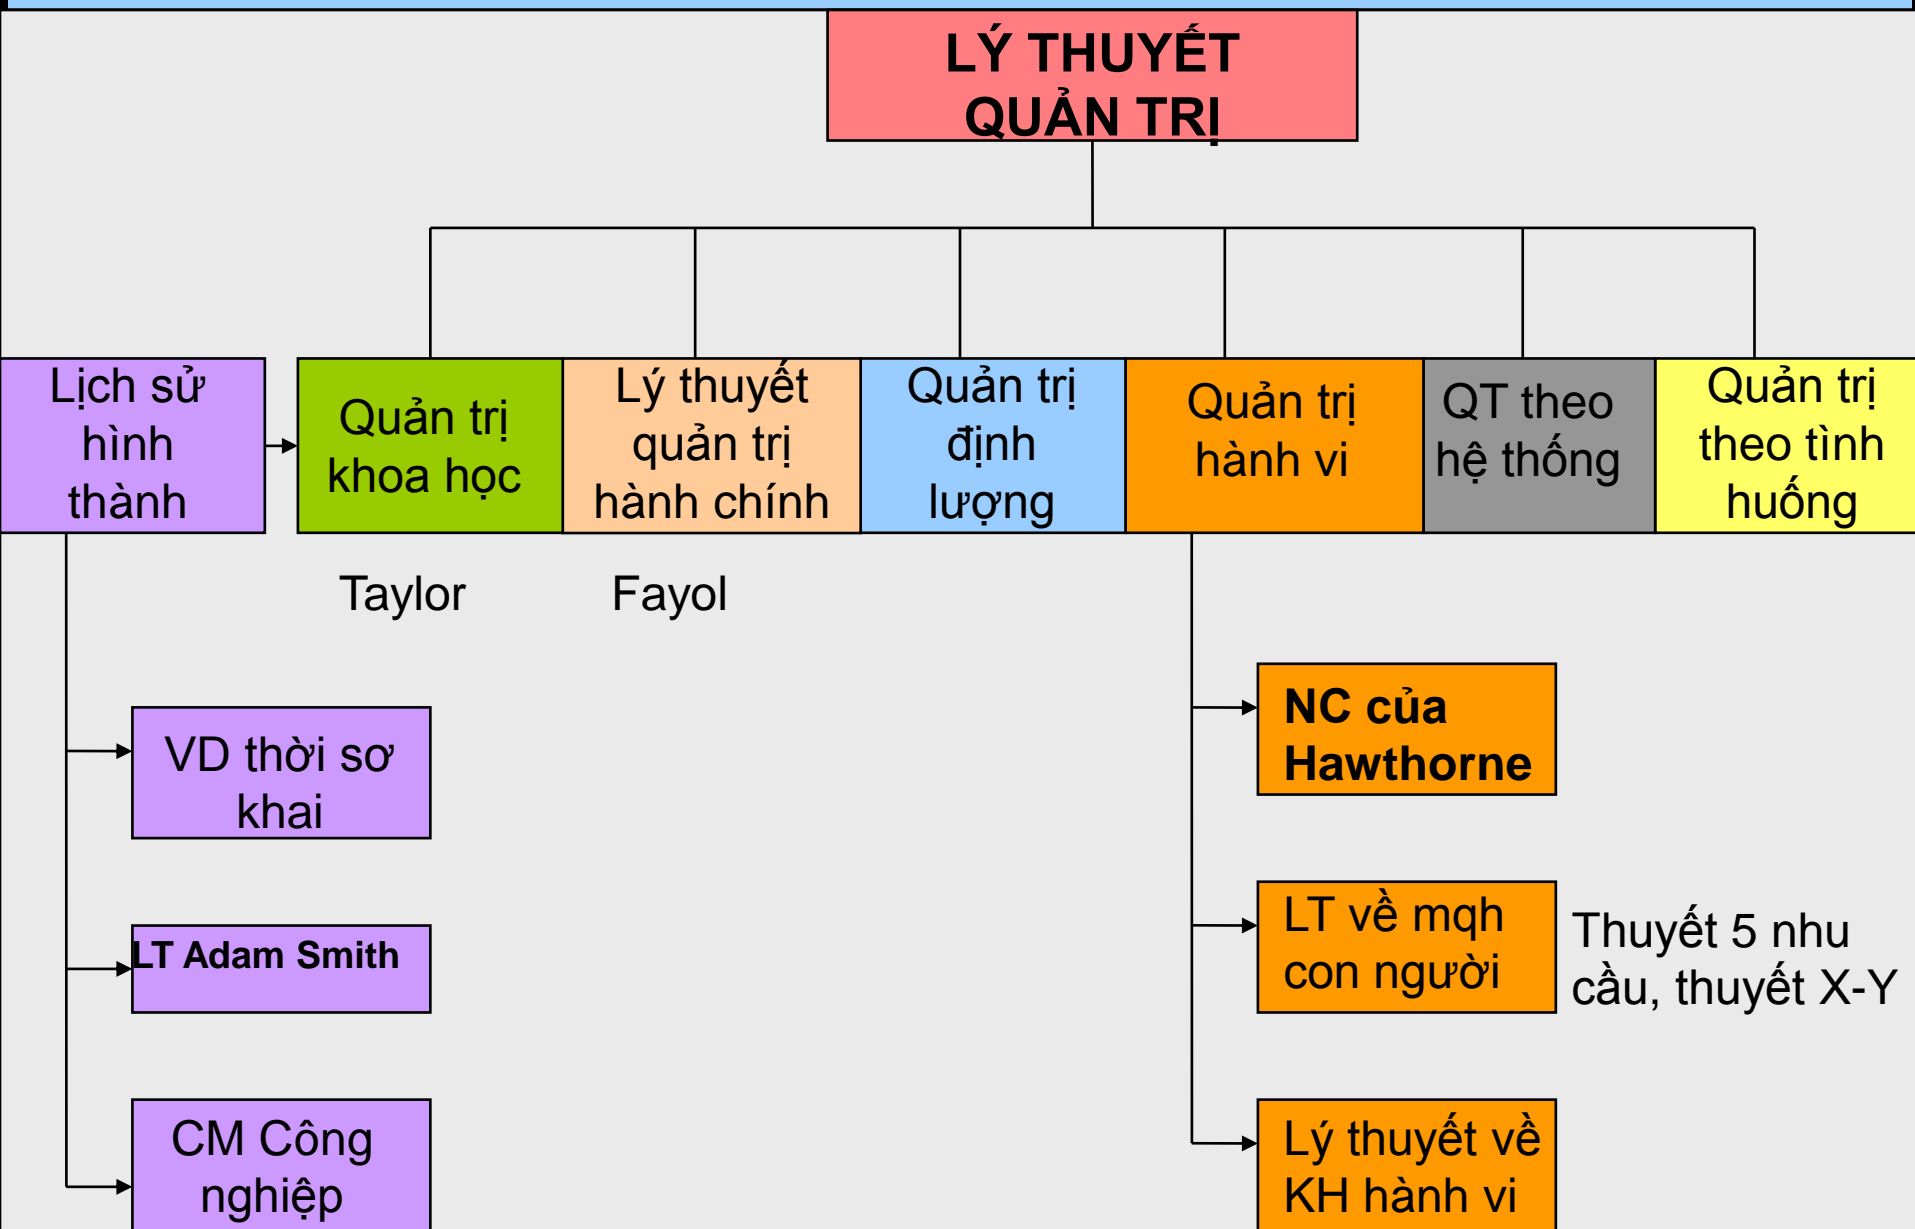 LÝ THUYẾT
QUẢN TRỊ
Lịch sử
hình
thành
Quản trị
khoa học
Lý thuyết
quản trị
hành chính
Quản trị
định
lượng
Quản trị
hành vi
QT theo
hệ thống
Quản trị
theo tình
huống
Taylor
Fayol
VD thời sơ
khai
LT Adam Smith
CM Công
nghiệp
NC của
Hawthorne
LT về mqh
con người
Thuyết 5 nhu
cầu, thuyết X-Y
Lý thuyết về
KH hành vi